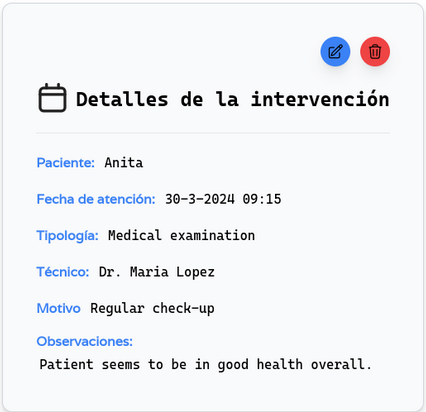 Detalles de la intervención
Paciente: Anita
Fecha de atención: 30-3-2024 09:15
Tipología: Medical examination
Técnico: Dr. Maria Lopez
Motivo Regular check-up
Observaciones:
Patient seems to be in good health overall.